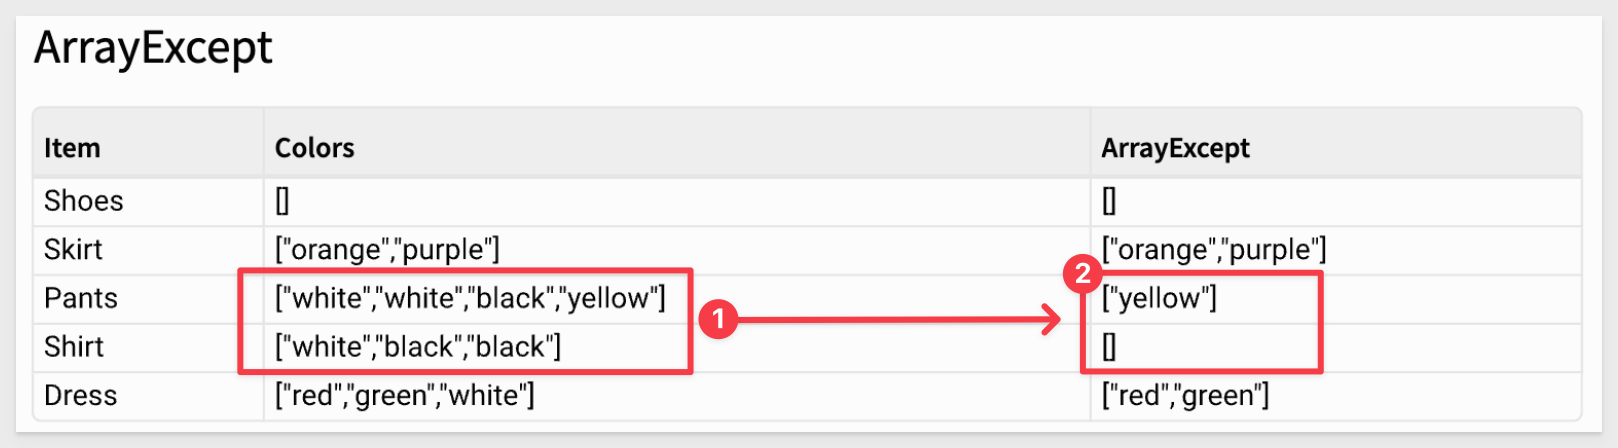 ArrayExcept
Item Colors ArrayExcept
Shoes [] []
Skirt ["orange","purple"] ["orange","purple"]
Pants ["white","white","black","yellow"] 1 2 ["yellow"]
Shirt ["white","black","black"] []
Dress ["red","green","white"] ["red","green"]